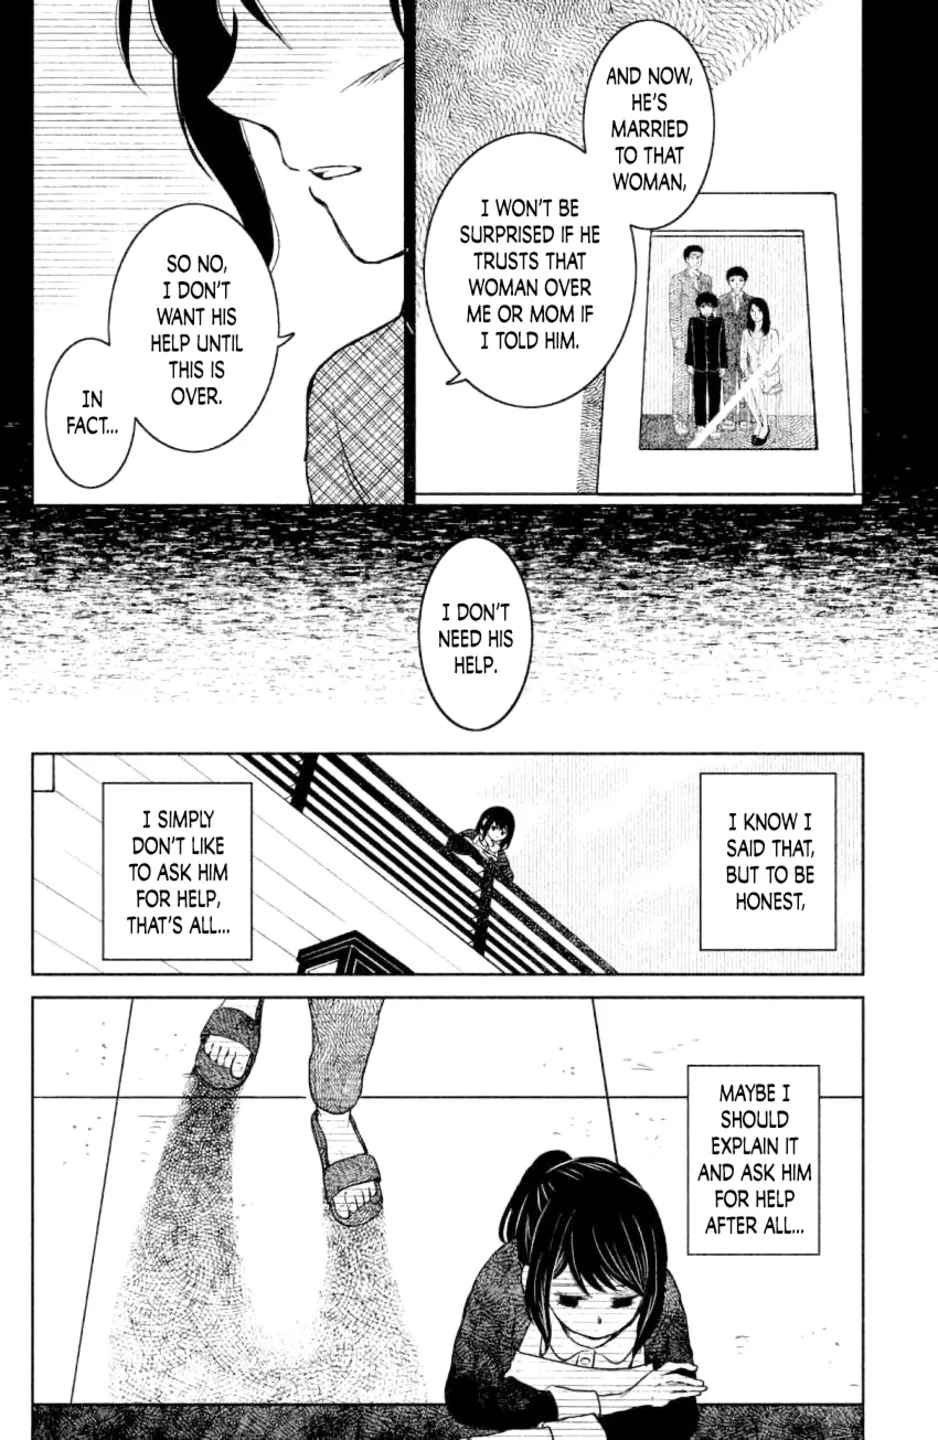 AND NOW,
HE'S
MARRIED
TO THAT
WOMAN,
I WON'T BE
SURPRISED IF HE
TRUSTS THAT
WOMAN OVER
ME OR MOM IF
I TOLD HIM.
SO NO,
I DON'T
WANT HIS
HELP UNTIL
THIS IS
OVER.
IN
FACT...
I DON'T
NEED HIS
HELP.
I KNOW I
SAID THAT,
BUT TO BE
HONEST,
I SIMPLY
DON'T LIKE
TO ASK HIM
FOR HELP,
THAT'S ALL...
MAYBE I
SHOULD
EXPLAIN IT
AND ASK HIM
FOR HELP
AFTER ALL...